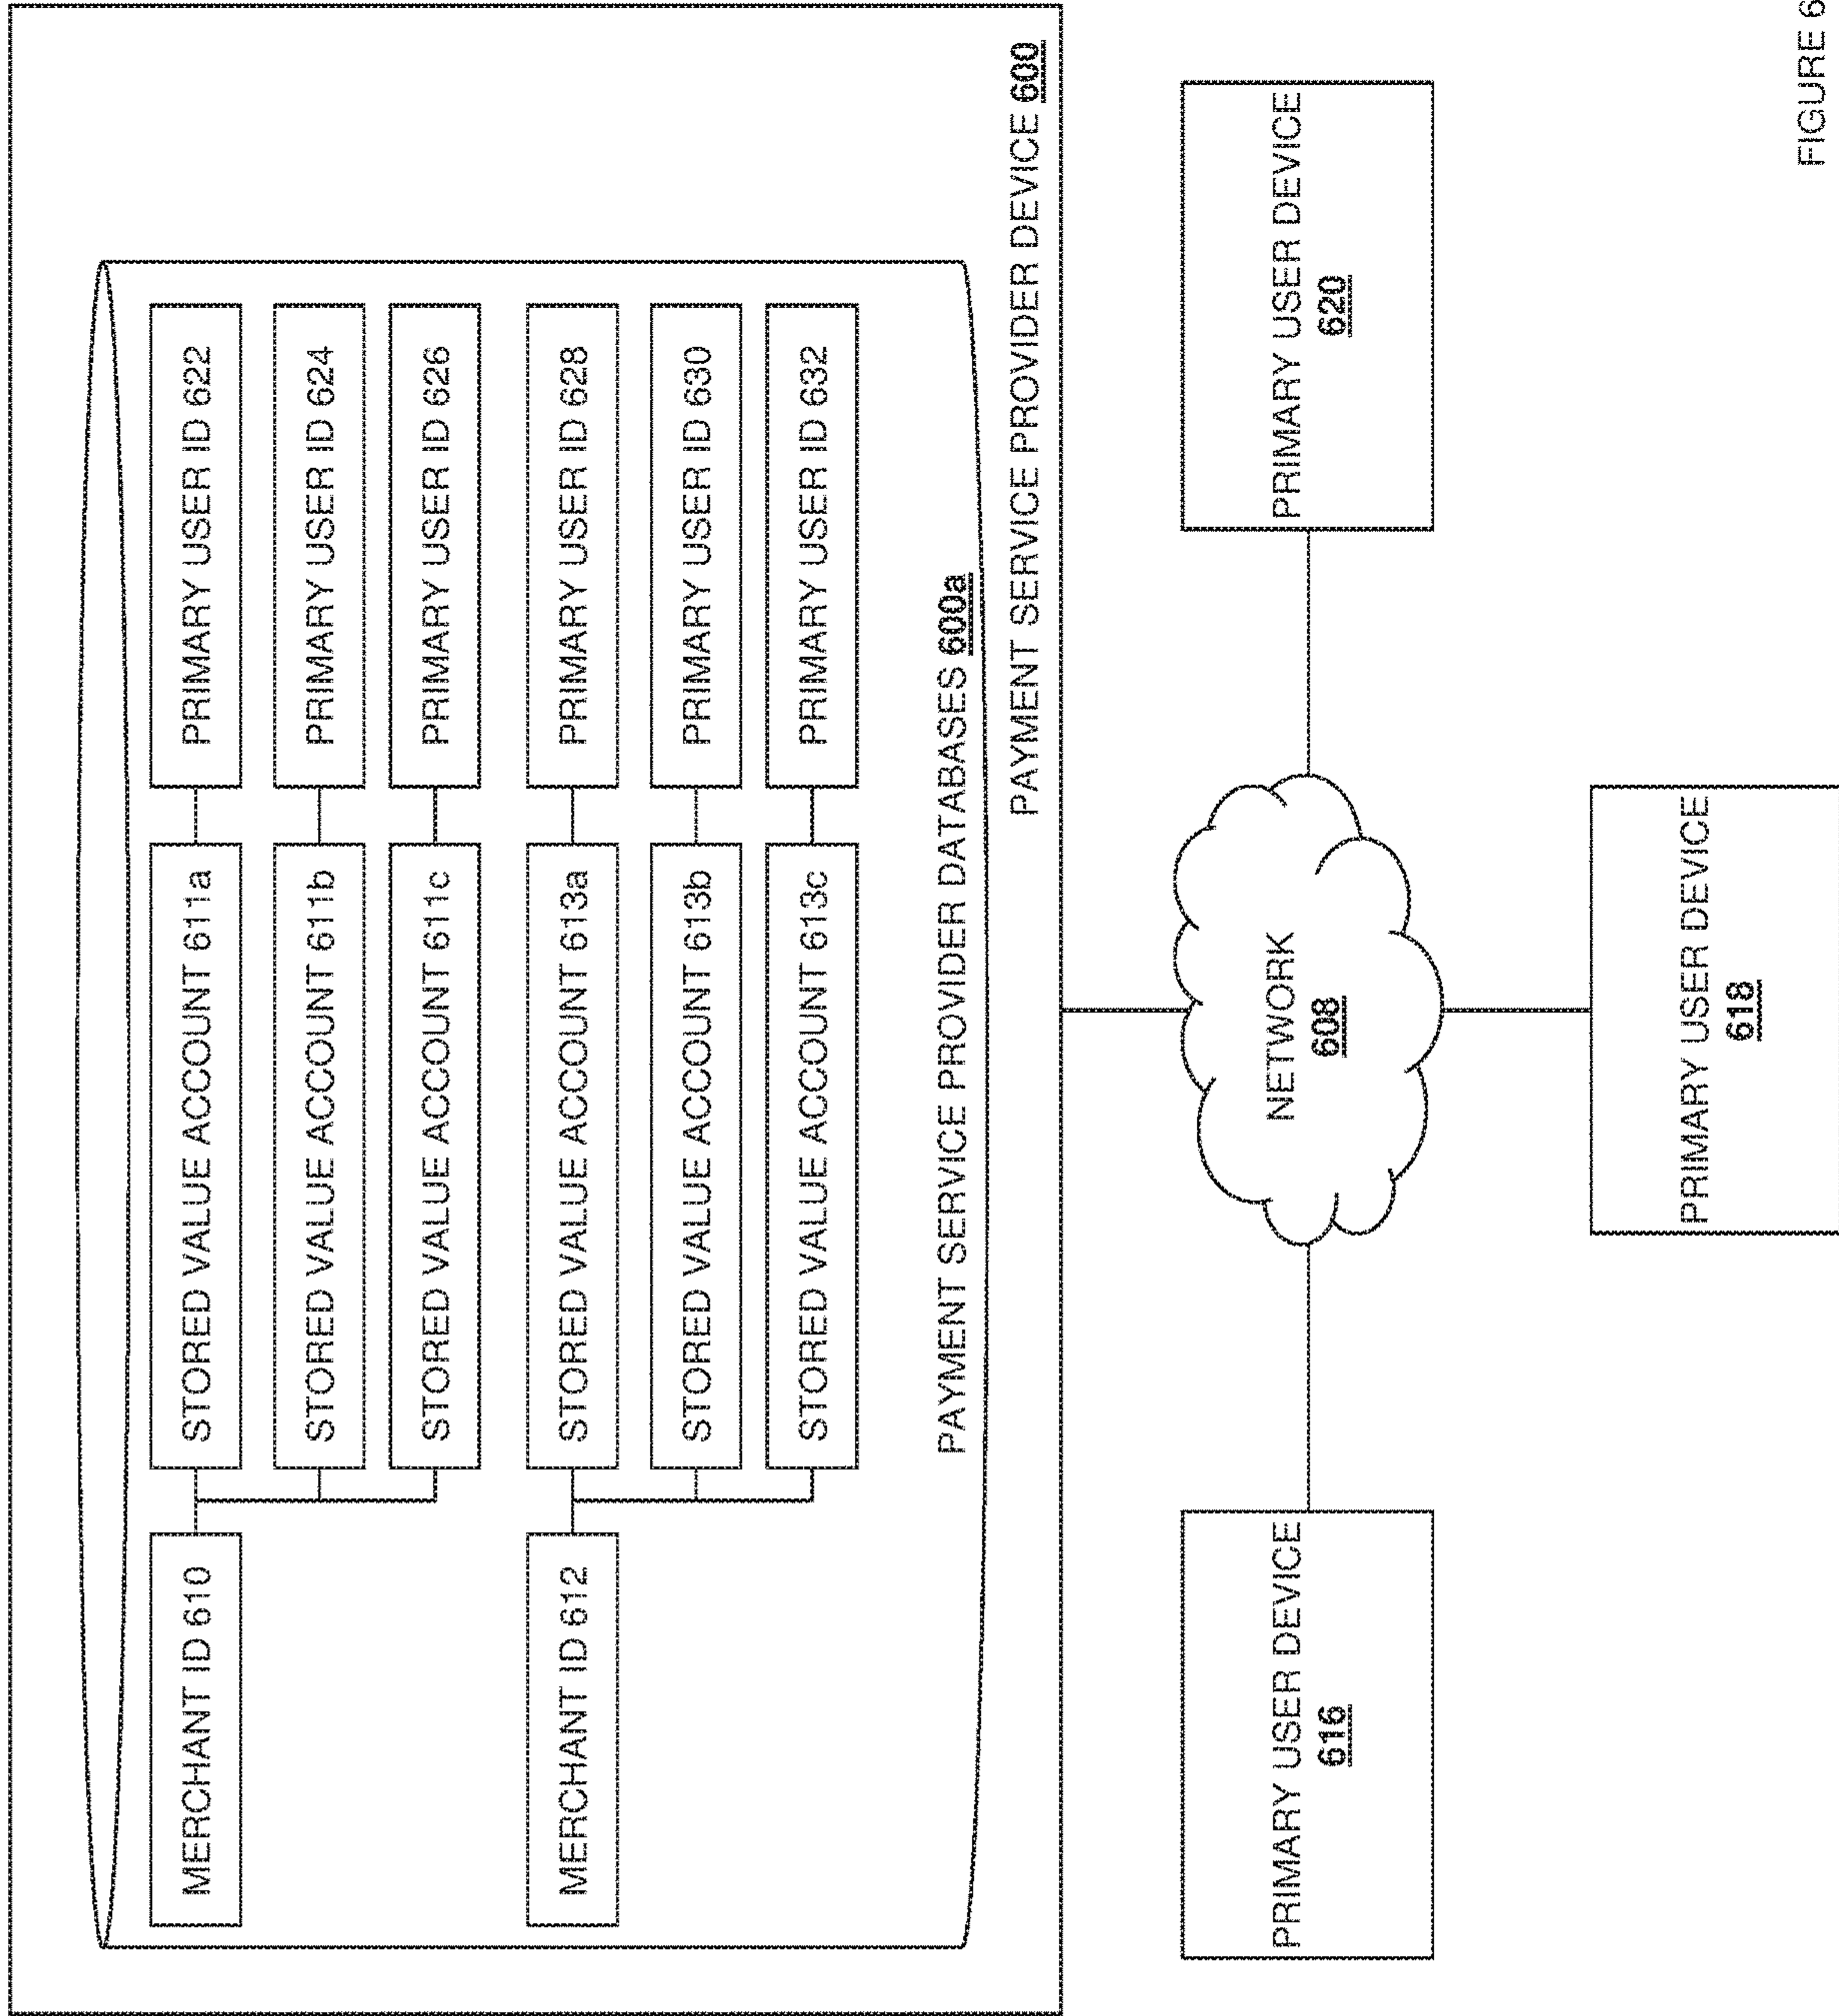 MERCHANT ID 610
STORED VALUE ACCOUNT 611a
PRIMARY USER ID 622
STORED VALUE ACCOUNT 611b
PRIMARY USER ID 624
STORED VALUE ACCOUNT 611c
PRIMARY USER ID 626
MERCHANT ID 612
STORED VALUE ACCOUNT 613a
PRIMARY USER ID 628
STORED VALUE ACCOUNT 613b
PRIMARY USER ID 630
STORED VALUE ACCOUNT 613c
PRIMARY USER ID 632
PAYMENT SERVICE PROVIDER DATABASES 600a
PAYMENT SERVICE PROVIDER DEVICE 600
PRIMARY USER DEVICE
616
NETWORK
608
PRIMARY USER DEVICE
620
PRIMARY USER DEVICE
618
FIGURE 6